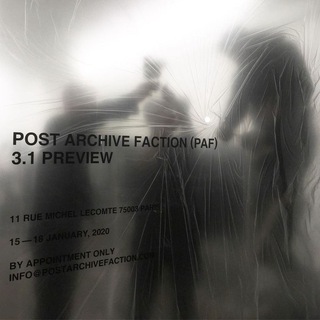 POST ARCHIVE FACTION (PAF)
3.1 PREVIEW
11 RUE MICHEL LECOMTE 75003 PARIS
15—18 JANUARY, 2020
BY APPOINTMENT ONLY
INFO@POSTARCHIVEFACTION.COM